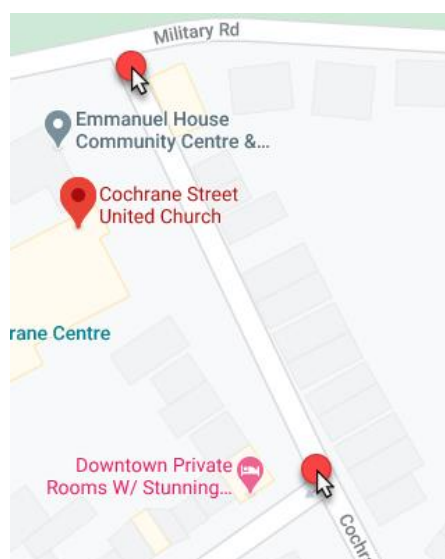 Military Rd
Emmanuel House
Community Centre &...
Cochrane Street
United Church
rane Centre
Downtown Private
Rooms W/ Stunning...
Cochr